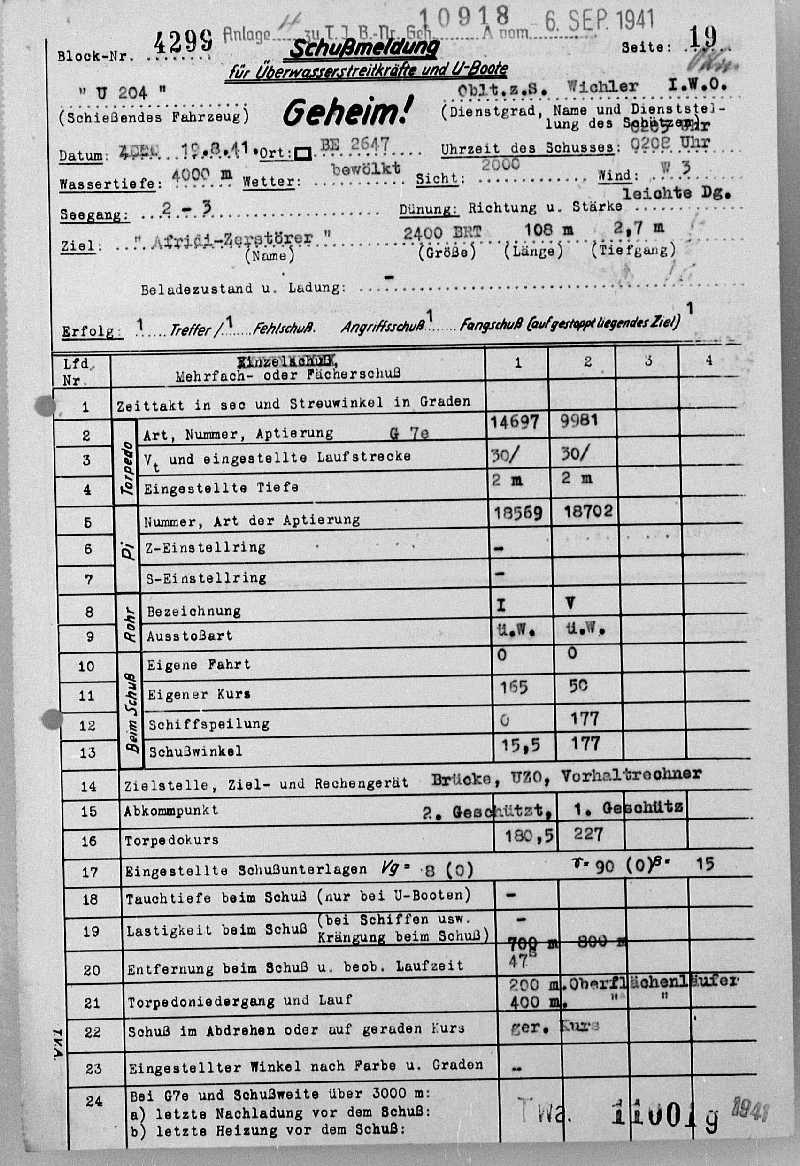 Anlage 4 zu T.I.B.-Nr. Geh. 10918 A vom 6. SEP. 1941
Block-Nr. 4299 Schußmeldung Seite: 19
für Überwasserstreitkräfte und U-Boote
" U 204 " Geheim! Oblt.z.S. Wichler I.W.O.
(Schießendes Fahrzeug) (Dienstgrad, Name und Dienststel-
lung des Schützen)
Datum: 19.8.41. Ort: BE 2647 Uhrzeit des Schusses: 0208 Uhr
Wassertiefe: 4000 m Wetter: bewölkt Sicht: 2000 Wind: W 3
Seegang: 2 - 3 Dünung: Richtung u. Stärke leichte Dg.
Ziel: " Afridi-Zerstörer " 2400 BRT 108 m 2,7 m
(Name) (Größe) (Länge) (Tiefgang)
Beladezustand u. Ladung: -
Erfolg: 1 Treffer / 1 Fehlschuß. Angriffsschuß 1 Fangschuß (auf gestoppt liegendes Ziel) 1
Lfd. Nr. Einzelschuß, Mehrfach- oder Fächerschuß 1 2 3 4
1 Zeittakt in sec und Streuwinkel in Graden
Torpedo
2 Art, Nummer, Aptierung G 7e 14697 9981
3 Vt und eingestellte Laufstrecke 30/ 30/
4 Eingestellte Tiefe 2 m 2 m
Pi
5 Nummer, Art der Aptierung 18569 18702
6 Z-Einstellring -
7 S-Einstellring -
Rohr
8 Bezeichnung I V
9 Ausstoßart ü.W. ü.W.
Beim Schuß
10 Eigene Fahrt 0 0
11 Eigener Kurs 165 50
12 Schiffspeilung 0 177
13 Schußwinkel 15,5 177
14 Zielstelle, Ziel- und Rechengerät Brücke, UZO, Vorhaltrechner
15 Abkommpunkt 2. Geschützt, 1. Geschütz
16 Torpedokurs 180,5 227
17 Eingestellte Schußunterlagen Vg= 8 (0) γ= 90 (0) β= 15
18 Tauchtiefe beim Schuß (nur bei U-Booten) -
19 Lastigkeit beim Schuß (bei Schiffen usw. Krängung beim Schuß) -
700 m 800 m
20 Entfernung beim Schuß u. beob. Laufzeit 47s
21 Torpedoniedergang und Lauf 200 m. Oberflächenläufer
400 m. " "
22 Schuß im Abdrehen oder auf geraden Kurs ger. Kurs
23 Eingestellter Winkel nach Farbe u. Graden -
24 Bei G7e und Schußweite über 3000 m:
a) letzte Nachladung vor dem Schuß:
b) letzte Heizung vor dem Schuß:
TWa. 11001g 1941
T.V.A.